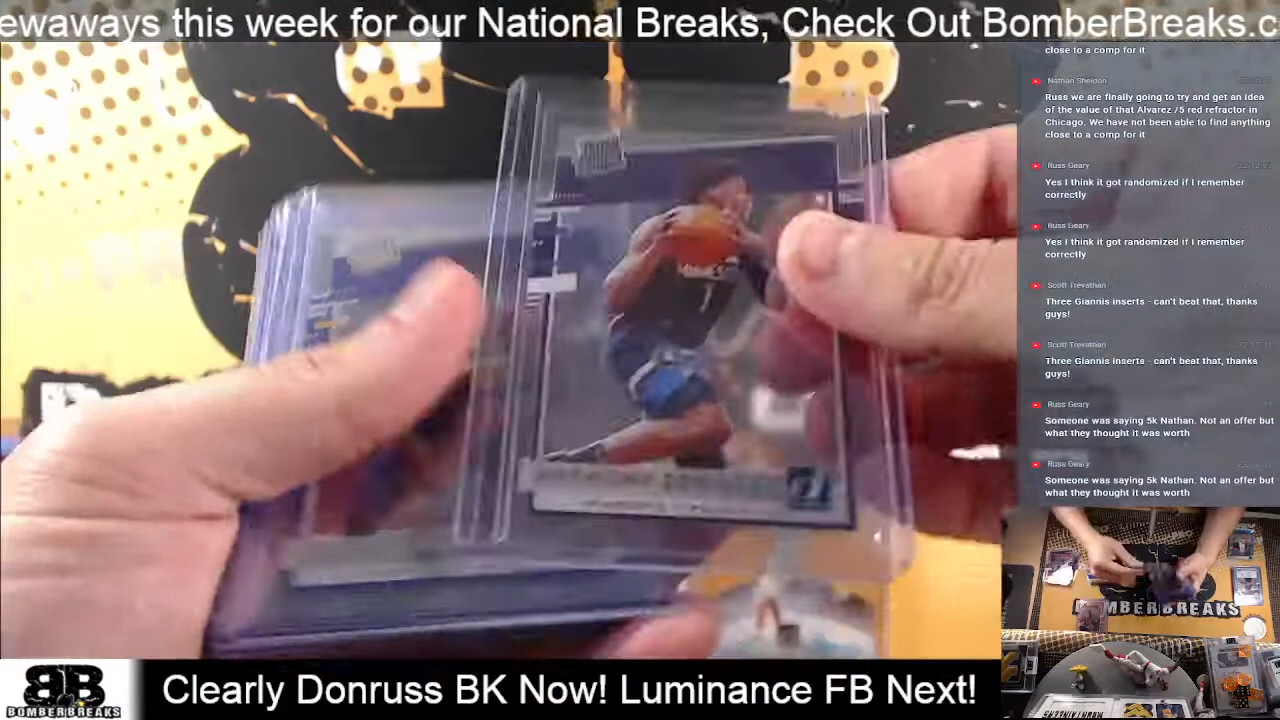 ewaways this week for our National Breaks, Check Out BomberBreaks.c
close to a comp for it
Nathan Sheldon
Russ we are finally going to try and get an idea
of the value of that Alvarez /5 red refractor in
Chicago. We have not been able to find anything
close to a comp for it
Russ Geary
Yes I think it got randomized if I remember
correctly
Russ Geary
Yes I think it got randomized if I remember
correctly
Scott Trevathan
Three Giannis inserts - can't beat that, thanks
guys!
Scott Trevathan
Three Giannis inserts - can't beat that, thanks
guys!
Russ Geary
Someone was saying 5k Nathan. Not an offer but
what they thought it was worth
Russ Geary
Someone was saying 5k Nathan. Not an offer but
what they thought it was worth
MBERBREAKS
BB
BOMBERBREAKS
Clearly Donruss BK Now! Luminance FB Next!